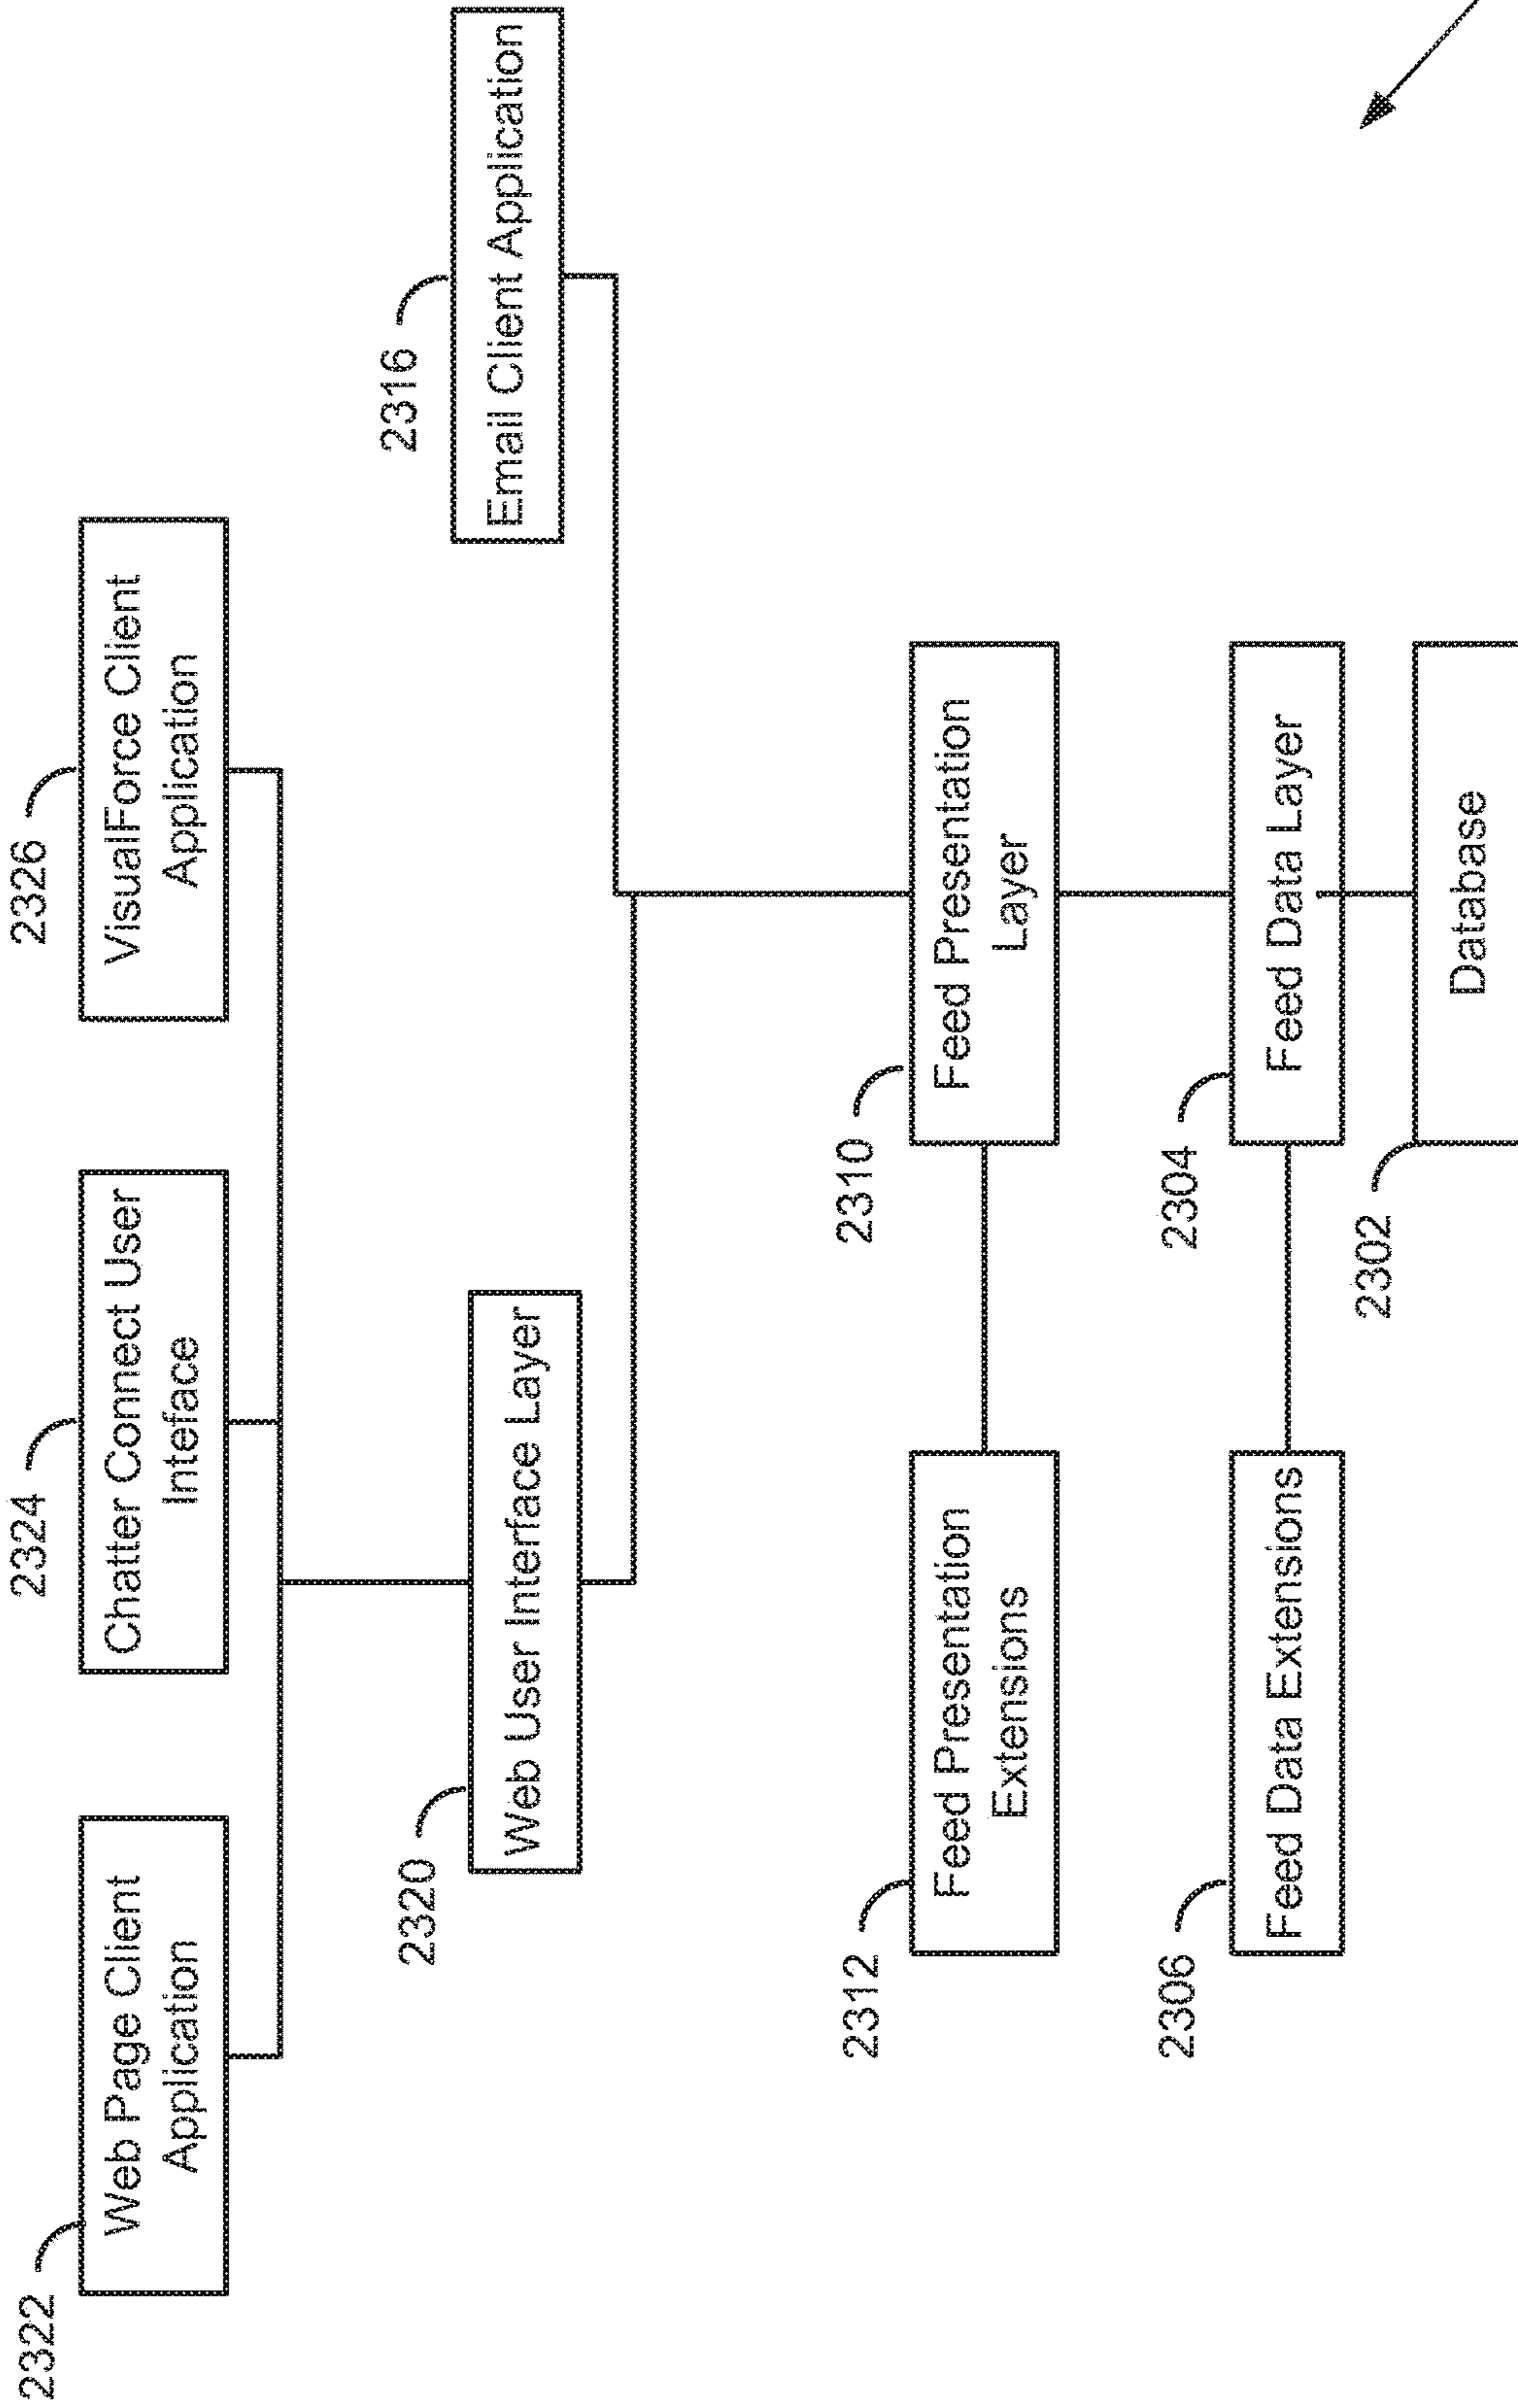 2322
Web Page Client
Application
2324
Chatter Connect User
Inteface
2326
VisualForce Client
Application
2320
Web User Interface Layer
2316
Email Client Application
2312
Feed Presentation
Extensions
2310
Feed Presentation
Layer
2306
Feed Data Extensions
2304
Feed Data Layer
2302
Database